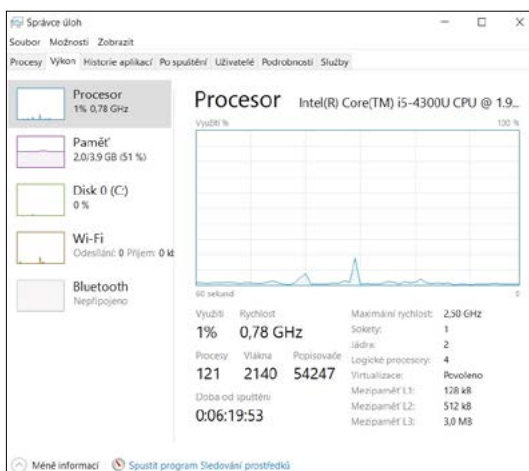 Správce úloh
Soubor Možnosti Zobrazit
Procesy Výkon Historie aplikací Po spuštění Uživatelé Podrobnosti Služby
Procesor
1% 0,78 GHz
Paměť
2,0/3,9 GB (51 %)
Disk 0 (C:)
0 %
Wi-Fi
Odesílání: 0 Příjem: 0 kt
Bluetooth
Nepřipojeno
Procesor Intel(R) Core(TM) i5-4300U CPU @ 1.9...
Využití % 100 %
60 sekund 0
Využití Rychlost
1% 0,78 GHz
Procesy Vlákna Popisovače
121 2140 54247
Doba od spuštění
0:06:19:53
Maximální rychlost: 2,50 GHz
Sokety: 1
Jádra: 2
Logické procesory: 4
Virtualizace: Povoleno
Mezipaměť L1: 128 kB
Mezipaměť L2: 512 kB
Mezipaměť L3: 3,0 MB
Méně informací Spustit program Sledování prostředků